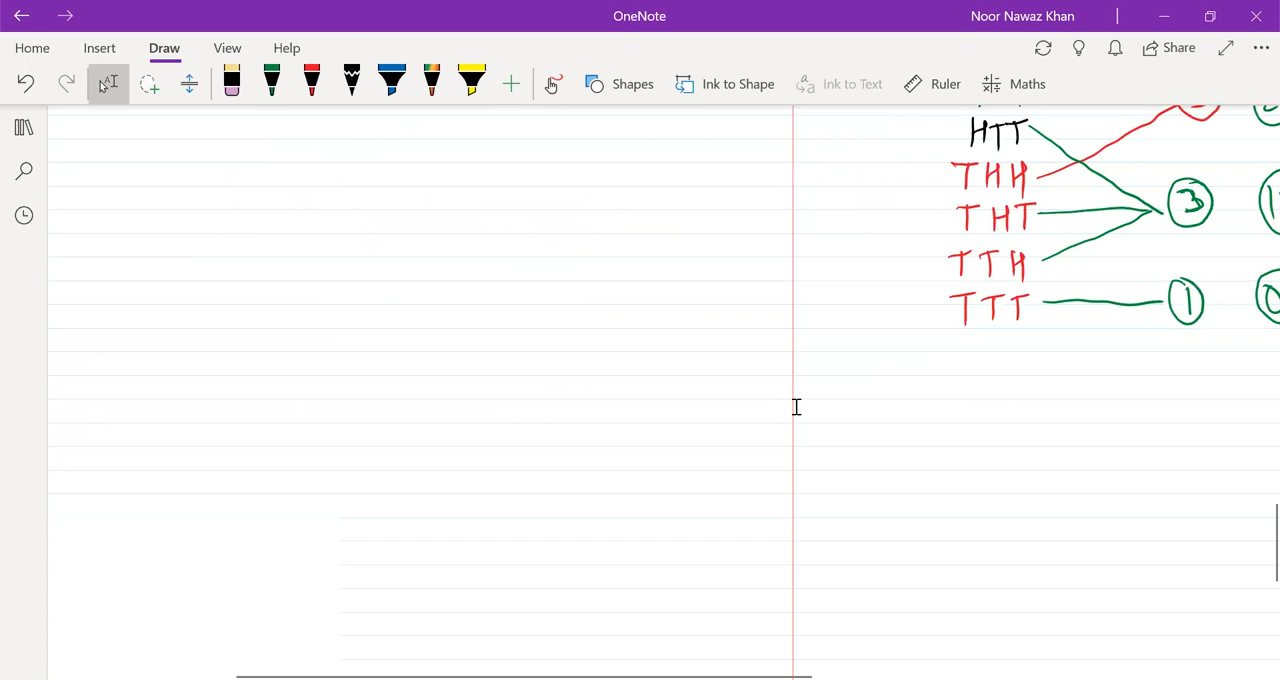 OneNote
Noor Nawaz Khan
Home Insert Draw View Help
Share
Shapes Ink to Shape Ink to Text Ruler Maths
HTT
THH
THT 3
TTH
TTT 1